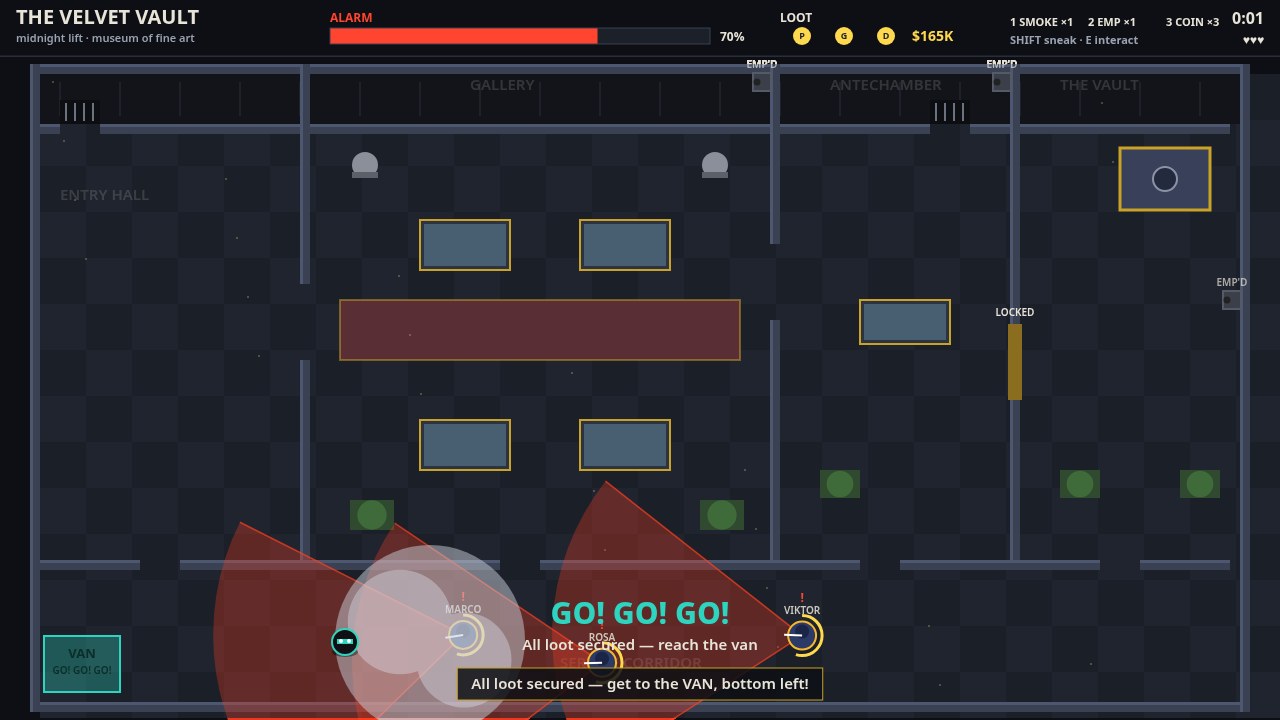 THE VELVET VAULT
midnight lift · museum of fine art
ALARM
70%
LOOT
P G D $165K
1 SMOKE ×1 2 EMP ×1 3 COIN ×3
SHIFT sneak · E interact
0:01
♥♥♥
EMP'D
EMP'D
GALLERY
ANTECHAMBER
THE VAULT
ENTRY HALL
EMP'D
LOCKED
MARCO
!
VIKTOR
!
GO! GO! GO!
ROSA
All loot secured — reach the van
CORRIDOR
VAN
GO! GO! GO!
All loot secured — get to the VAN, bottom left!